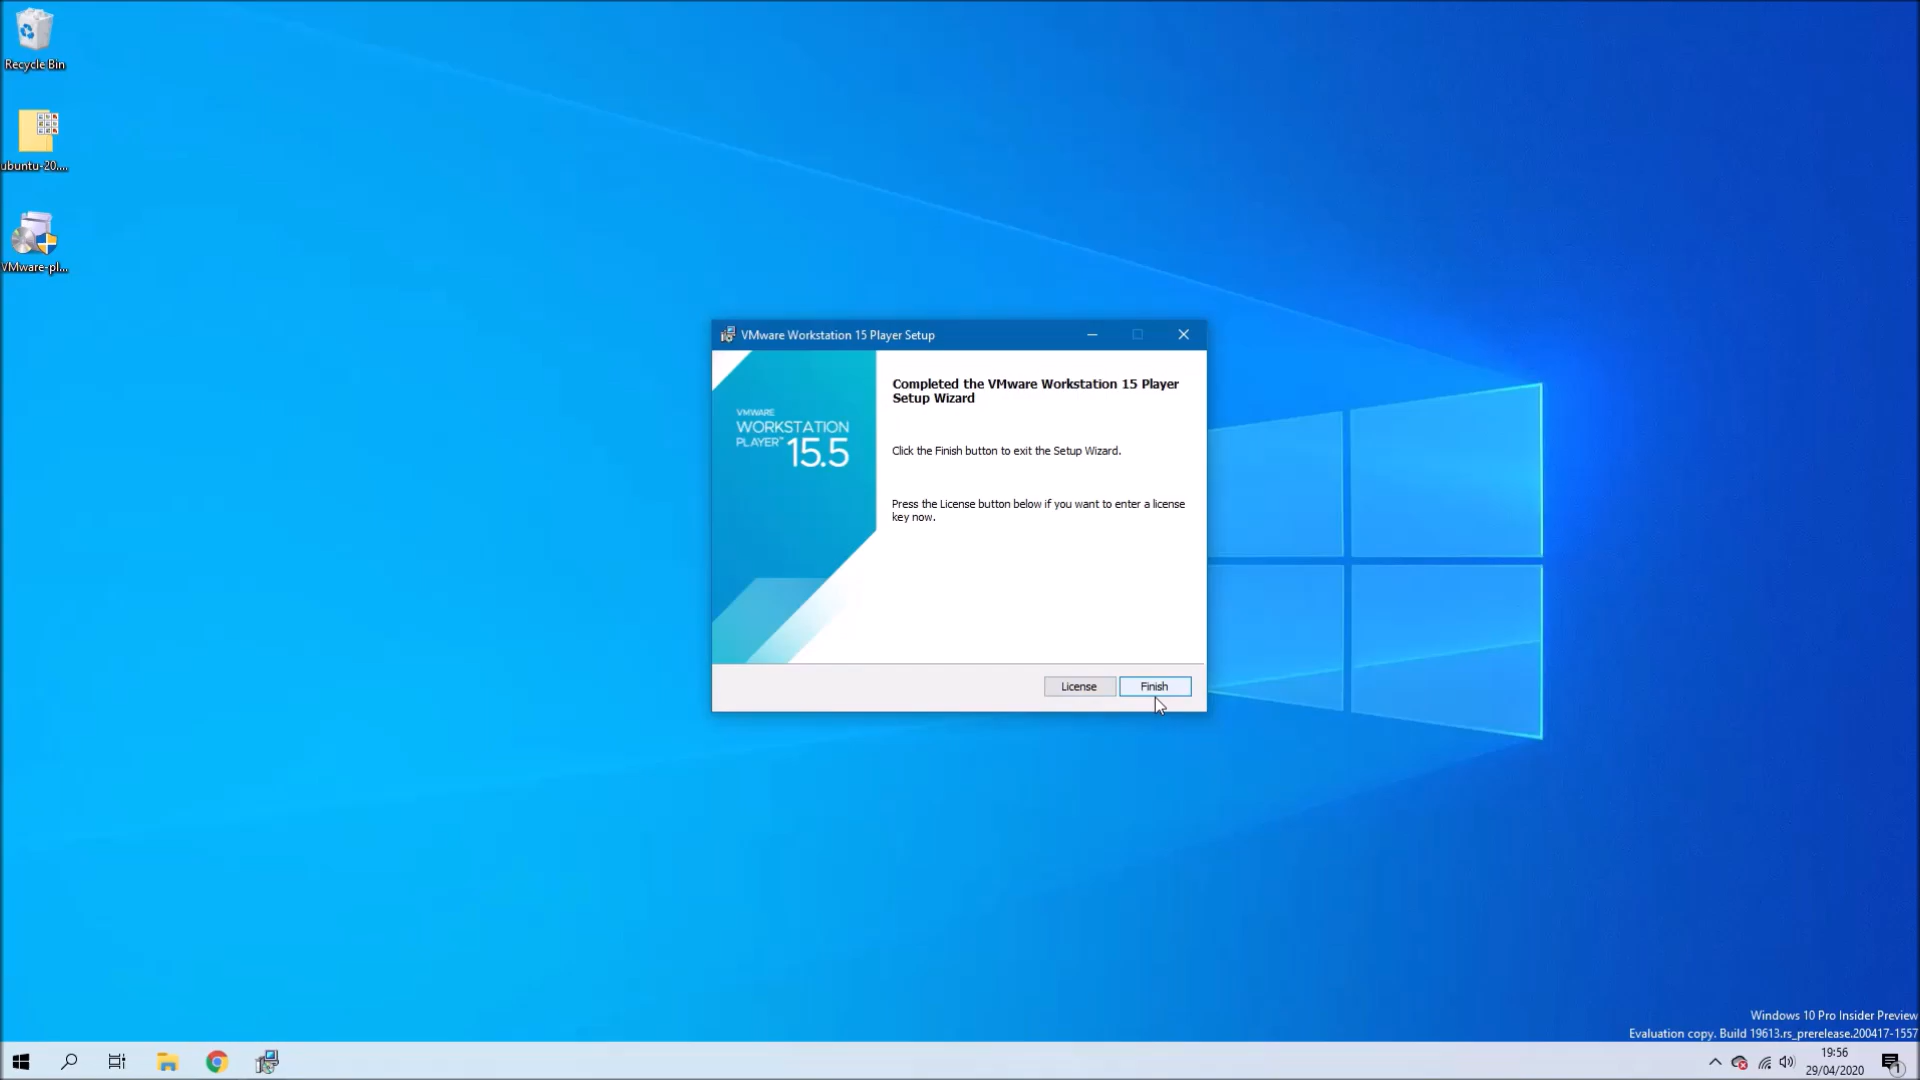 Recycle Bin
ubuntu-20....
VMware-pl...
VMware Workstation 15 Player Setup
VMWARE
WORKSTATION
PLAYER™ 15.5
Completed the VMware Workstation 15 Player
Setup Wizard
Click the Finish button to exit the Setup Wizard.
Press the License button below if you want to enter a license
key now.
License
Finish
Windows 10 Pro Insider Preview
Evaluation copy. Build 19613.rs_prerelease.200417-1557
19:56
29/04/2020
1